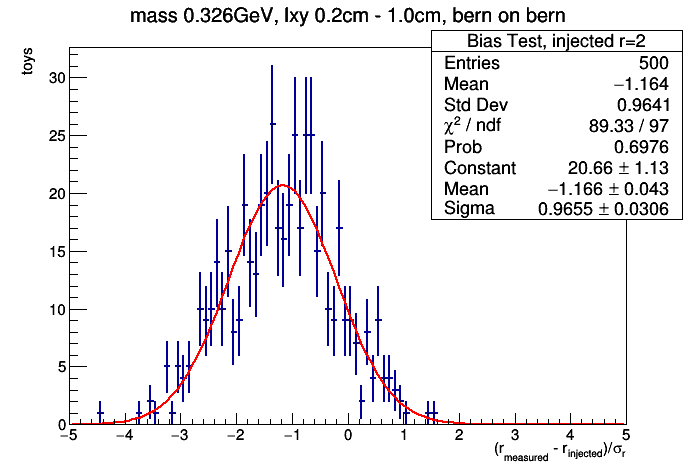 mass 0.326GeV, lxy 0.2cm - 1.0cm, bern on bern
toys
Bias Test, injected r=2
Entries 500
Mean −1.164
Std Dev 0.9641
χ² / ndf 89.33 / 97
Prob 0.6976
Constant 20.66 ± 1.13
Mean −1.166 ± 0.043
Sigma 0.9655 ± 0.0306
30
25
20
15
10
5
0
−5 −4 −3 −2 −1 0 1 2 3 4 5
(r_measured - r_injected)/σ_r